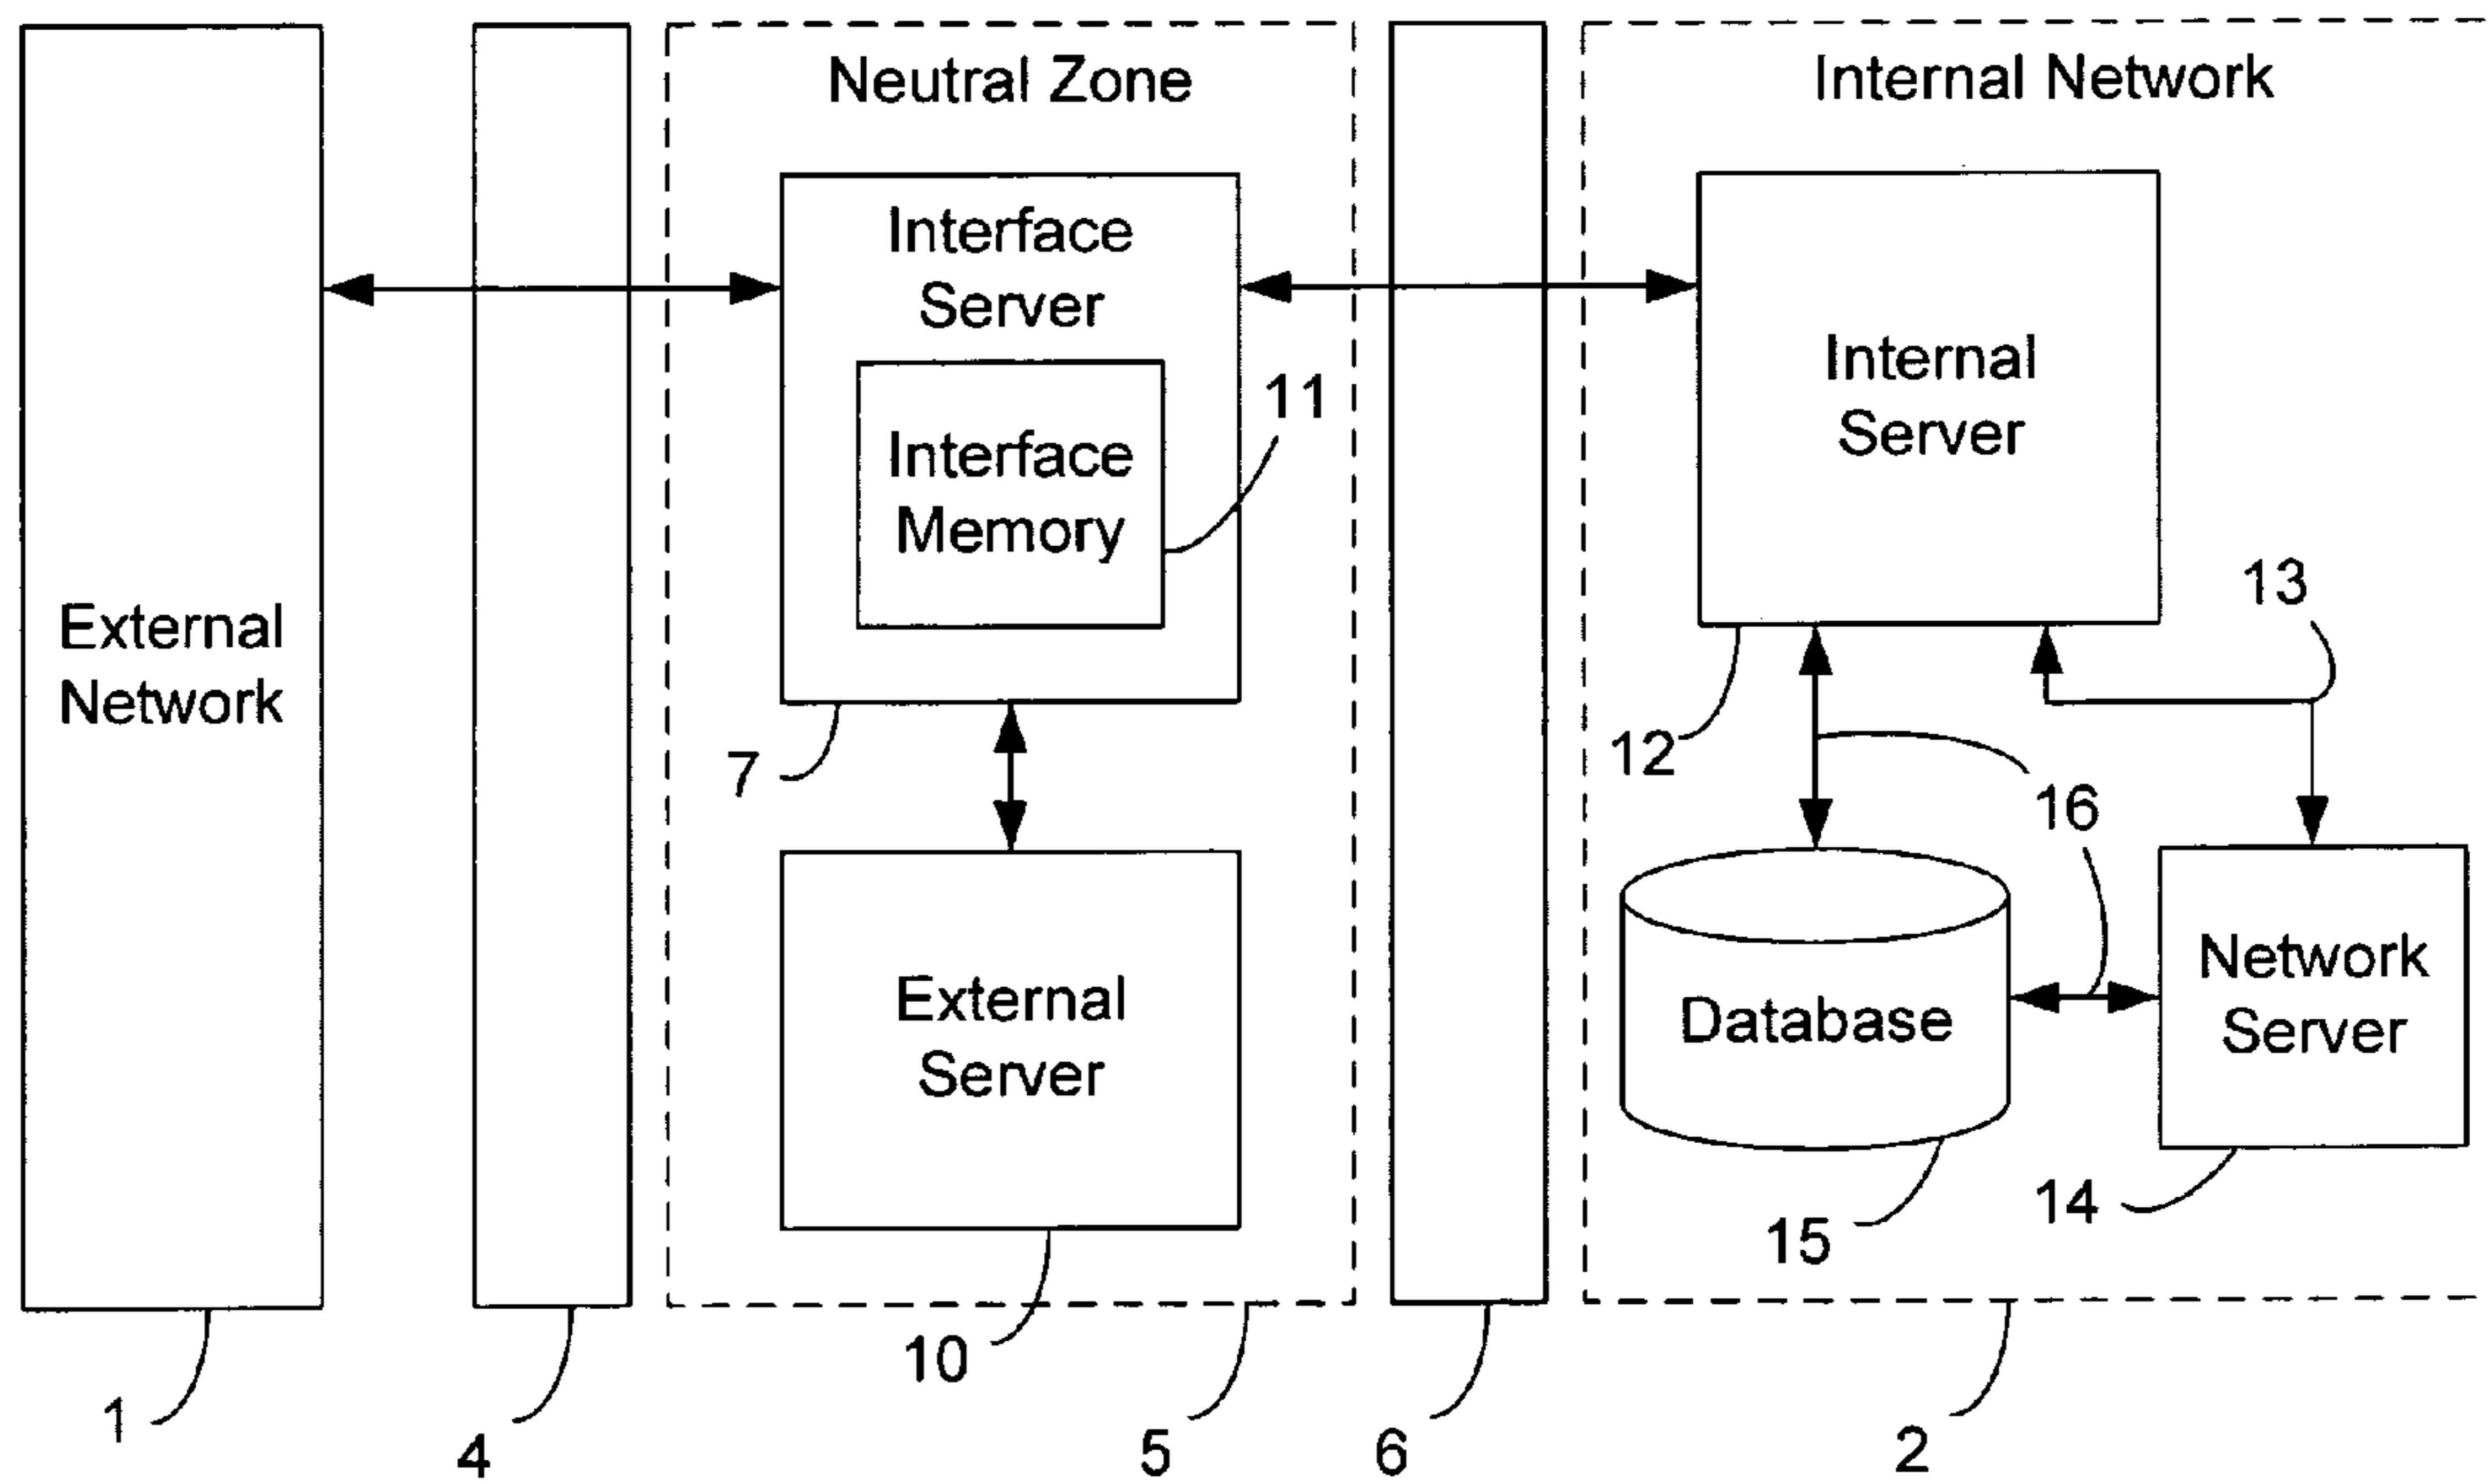 Neutral Zone
Internal Network
Interface
Server
Interface
Memory
11
Internal
Server
External
Network
13
7
12
16
External
Server
Database
Network
Server
14
15
10
1
4
5
6
2